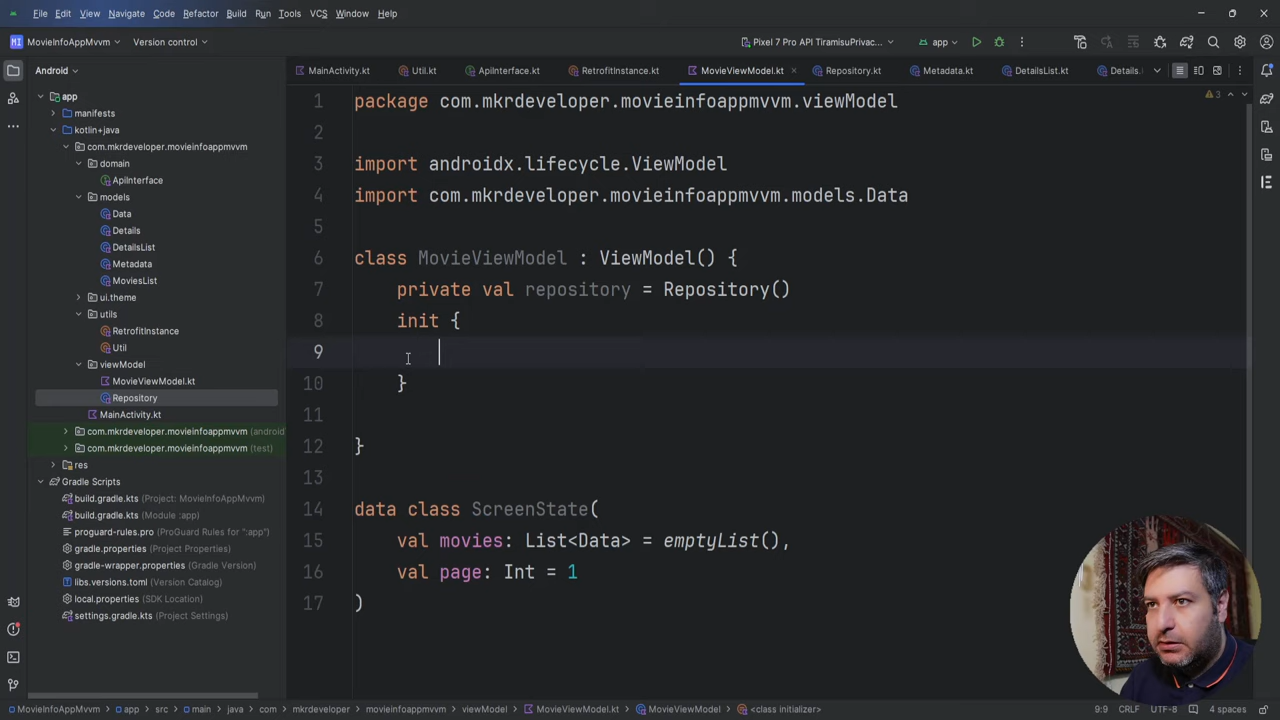 File Edit View Navigate Code Refactor Build Run Tools VCS Window Help
MI MovieInfoAppMvvm Version control Pixel 7 Pro API TiramisuPrivac... app
Android MainActivity.kt Util.kt ApiInterface.kt RetrofitInstance.kt MovieViewModel.kt Repository.kt Metadata.kt DetailsList.kt Details.
app
manifests
kotlin+java
com.mkrdeveloper.movieinfoappmvvm
domain
ApiInterface
models
Data
Details
DetailsList
Metadata
MoviesList
ui.theme
utils
RetrofitInstance
Util
viewModel
MovieViewModel.kt
Repository
MainActivity.kt
com.mkrdeveloper.movieinfoappmvvm (android
com.mkrdeveloper.movieinfoappmvvm (test)
res
Gradle Scripts
build.gradle.kts (Project: MovieInfoAppMvvm)
build.gradle.kts (Module :app)
proguard-rules.pro (ProGuard Rules for ":app")
gradle.properties (Project Properties)
gradle-wrapper.properties (Gradle Version)
libs.versions.toml (Version Catalog)
local.properties (SDK Location)
settings.gradle.kts (Project Settings)
3
1 package com.mkrdeveloper.movieinfoappmvvm.viewModel
2
3 import androidx.lifecycle.ViewModel
4 import com.mkrdeveloper.movieinfoappmvvm.models.Data
5
6 class MovieViewModel : ViewModel() {
7 private val repository = Repository()
8 init {
9
10 }
11
12 }
13
14 data class ScreenState(
15 val movies: List<Data> = emptyList(),
16 val page: Int = 1
17 )
MovieInfoAppMvvm app src main java com mkrdeveloper movieinfoappmvvm viewModel MovieViewModel.kt MovieViewModel <class initializer> 9:9 CRLF UTF-8 4 spaces